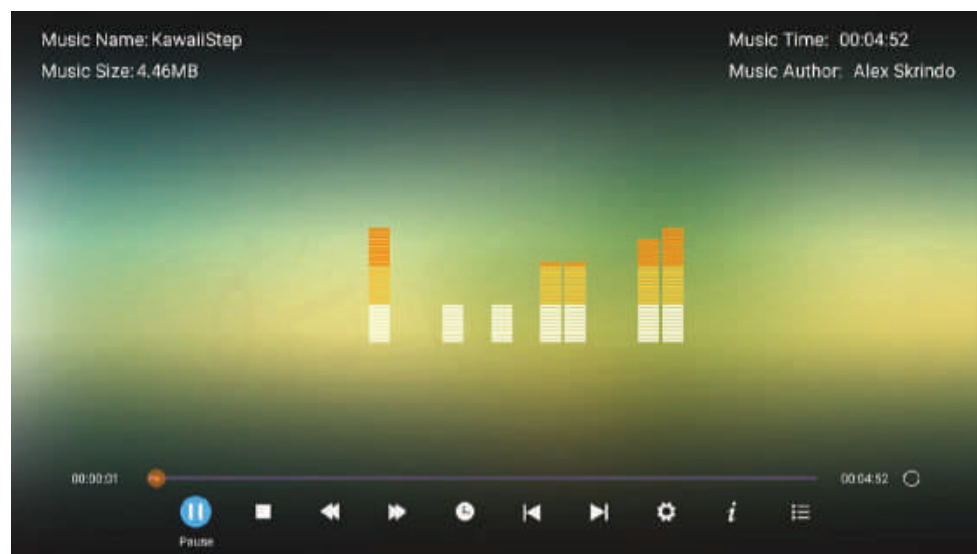 Music Name: KawaiiStep
Music Size: 4.46MB
Music Time: 00:04:52
Music Author: Alex Skrindo
00:00:01
00:04:52
Pause